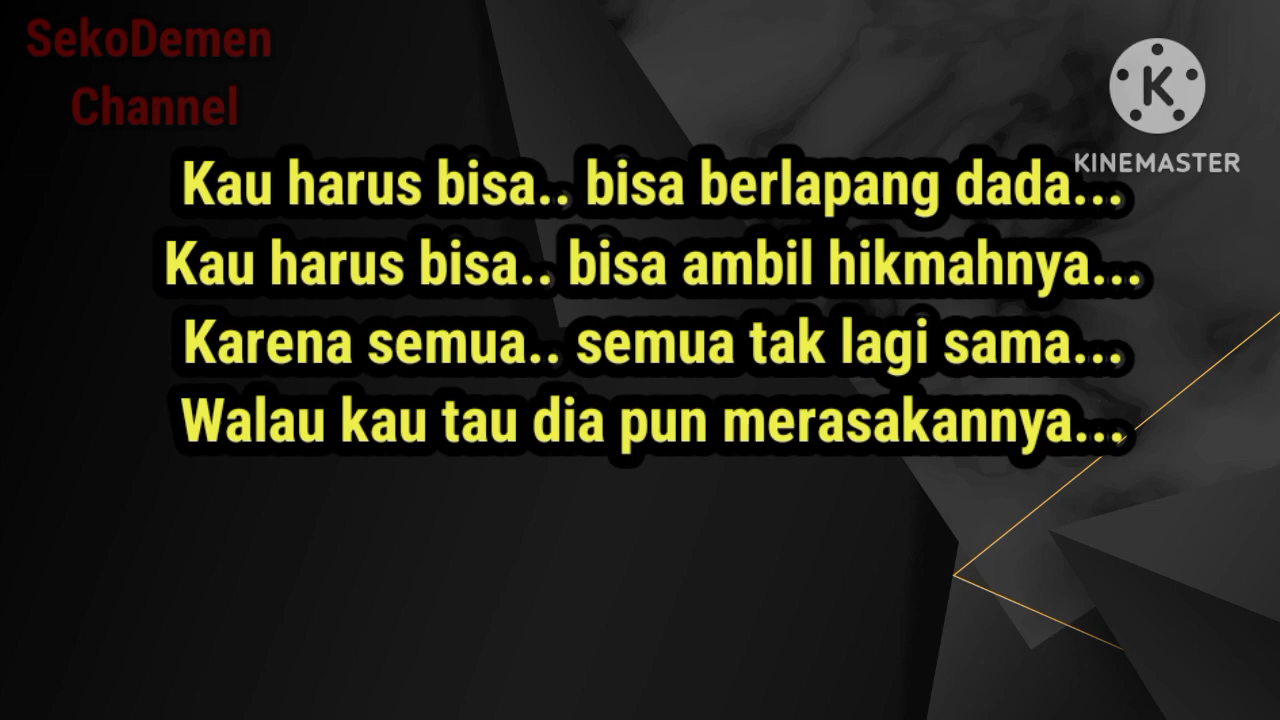 SekoDemen
Channel
K
KINEMASTER
Kau harus bisa.. bisa berlapang dada...
Kau harus bisa.. bisa ambil hikmahnya...
Karena semua.. semua tak lagi sama...
Walau kau tau dia pun merasakannya...